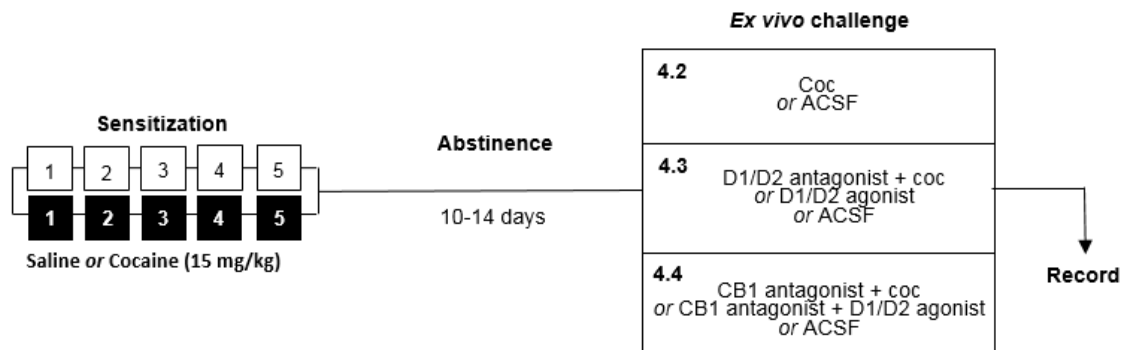 Ex vivo challenge
4.2
Coc
or ACSF
Sensitization
1 2 3 4 5
1 2 3 4 5
Saline or Cocaine (15 mg/kg)
Abstinence
10-14 days
4.3
D1/D2 antagonist + coc
or D1/D2 agonist
or ACSF
4.4
CB1 antagonist + coc
or CB1 antagonist + D1/D2 agonist
or ACSF
Record